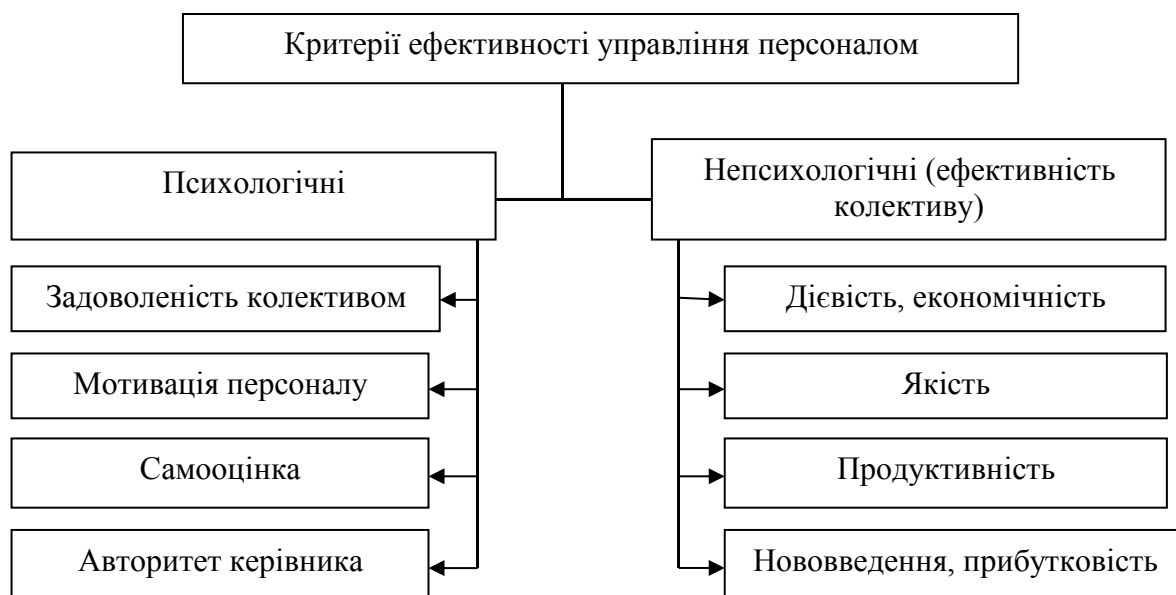 Критерії ефективності управління персоналом
Психологічні
Непсихологічні (ефективність
колективу)
Задоволеність колективом
Дієвість, економічність
Мотивація персоналу
Якість
Самооцінка
Продуктивність
Авторитет керівника
Нововведення, прибутковість